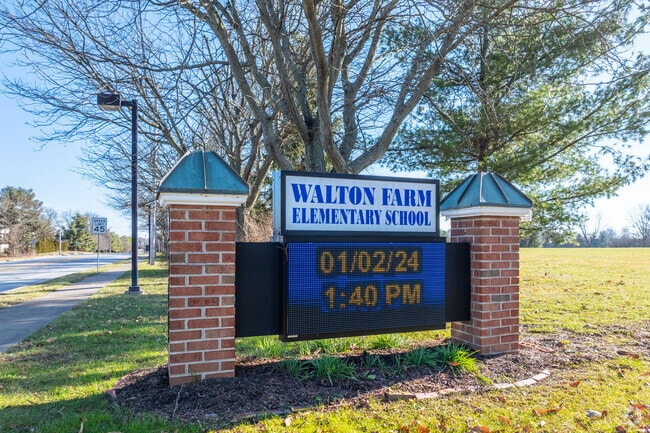 WALTON FARM
ELEMENTARY SCHOOL
01/02/24
1:40 PM
45